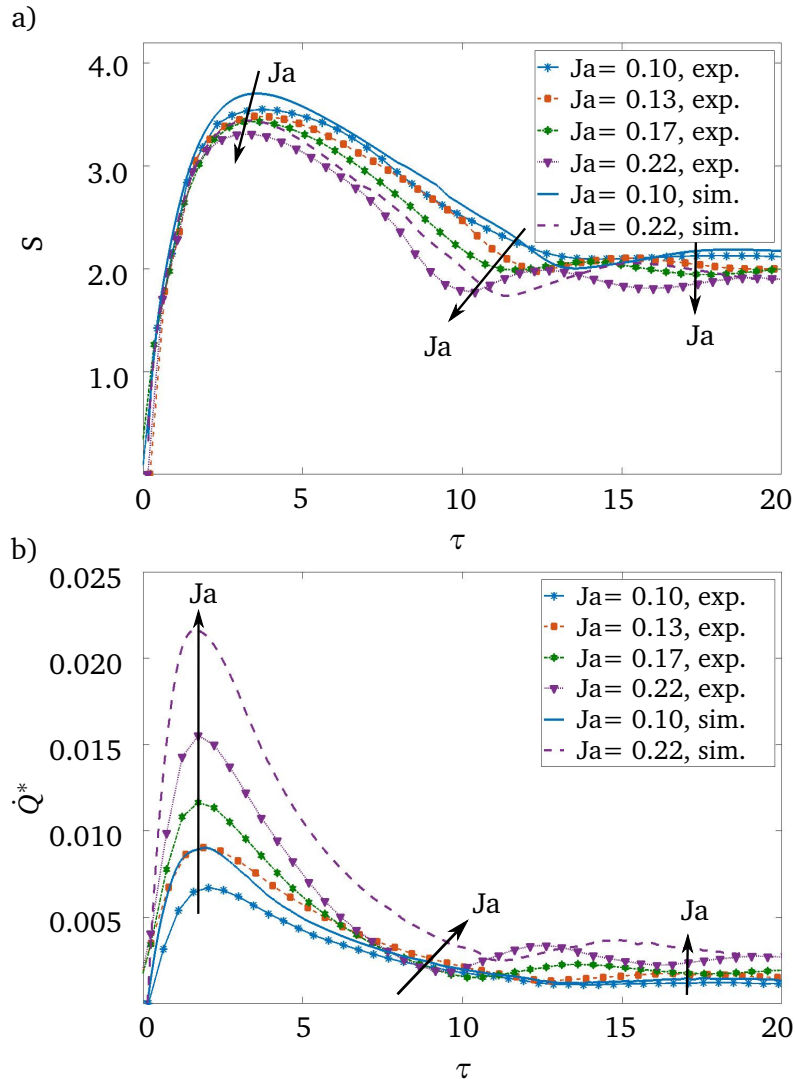 a)
4.0
3.0
2.0
1.0
S
0
5
10
15
20
τ
Ja
Ja
Ja
Ja= 0.10, exp.
Ja= 0.13, exp.
Ja= 0.17, exp.
Ja= 0.22, exp.
Ja= 0.10, sim.
Ja= 0.22, sim.
b)
0.025
0.020
0.015
0.010
0.005
Q̇*
0
5
10
15
20
τ
Ja
Ja
Ja
Ja= 0.10, exp.
Ja= 0.13, exp.
Ja= 0.17, exp.
Ja= 0.22, exp.
Ja= 0.10, sim.
Ja= 0.22, sim.